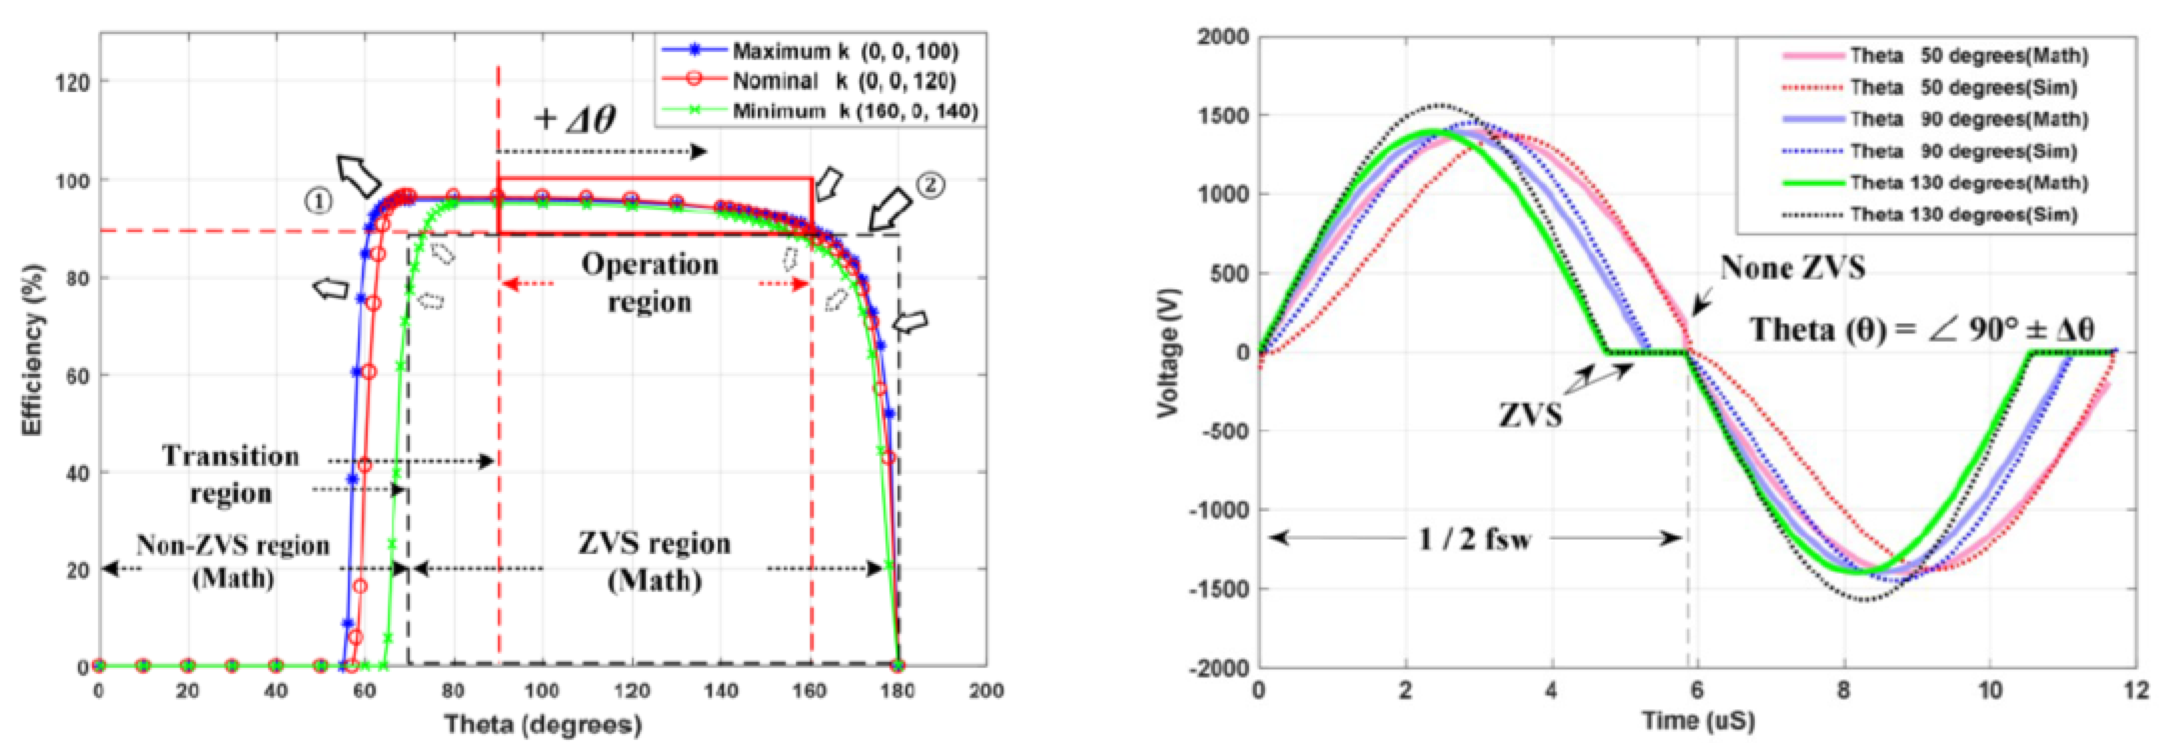 Maximum k (0, 0, 100)
Nominal k (0, 0, 120)
Minimum k (160, 0, 140)
+ Δθ
①
②
Operation
region
Transition
region
Non-ZVS region
(Math)
ZVS region
(Math)
120
100
80
60
40
20
0
Efficiency (%)
0 20 40 60 80 100 120 140 160 180 200
Theta (degrees)
Theta 50 degrees(Math)
Theta 50 degrees(Sim)
Theta 90 degrees(Math)
Theta 90 degrees(Sim)
Theta 130 degrees(Math)
Theta 130 degrees(Sim)
None ZVS
Theta (θ) = ∠ 90° ± Δθ
ZVS
1 / 2 fsw
2000
1500
1000
500
0
-500
-1000
-1500
-2000
Voltage (V)
0 2 4 6 8 10 12
Time (uS)